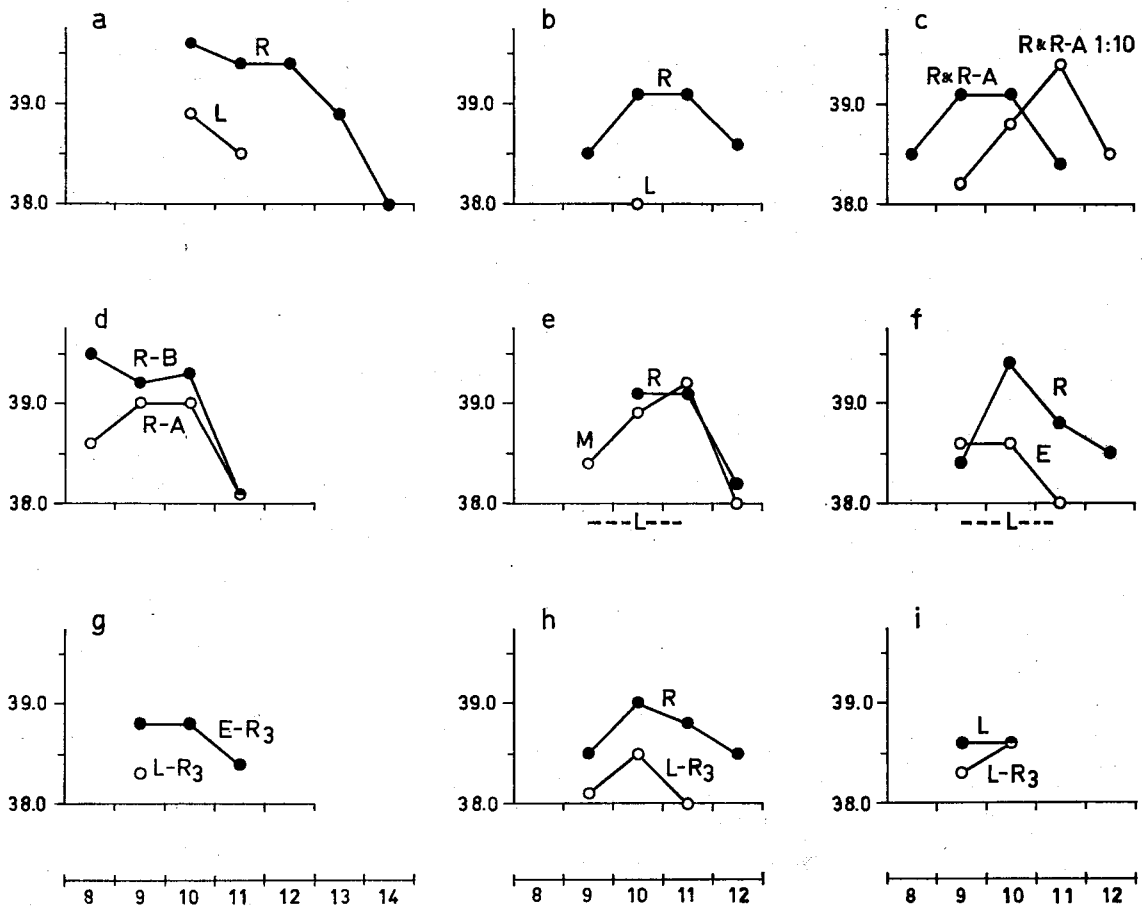 a
b
c
R
L
39.0
38.0
R
L
R&R-A
R&R-A 1:10
39.0
38.0
39.0
38.0
d
e
f
R-B
R-A
39.0
38.0
R
M
39.0
38.0
---L---
R
E
39.0
38.0
---L---
g
h
i
E-R3
L-R3
39.0
38.0
R
L-R3
39.0
38.0
L
L-R3
39.0
38.0
8 9 10 11 12 13 14
8 9 10 11 12
8 9 10 11 12